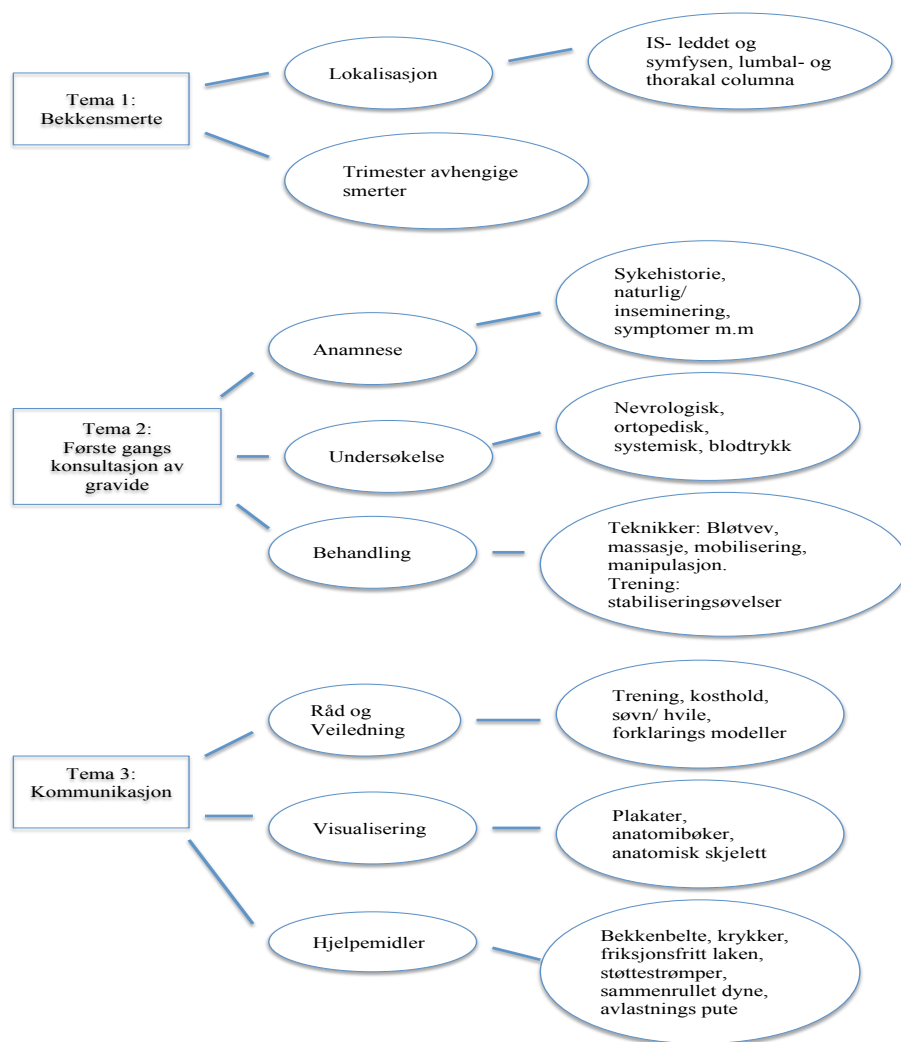 Tema 1:
Bekkensmerte
Lokalisasjon
IS- leddet og
symfysen, lumbal- og
thorakal columna
Trimester avhengige
smerter
Tema 2:
Første gangs
konsultasjon av
gravide
Anamnese
Sykehistorie,
naturlig/
inseminering,
symptomer m.m
Undersøkelse
Nevrologisk,
ortopedisk,
systemisk, blodtrykk
Behandling
Teknikker: Bløtvev,
massasje, mobilisering,
manipulasjon.
Trening:
stabiliseringsøvelser
Tema 3:
Kommunikasjon
Råd og
Veiledning
Trening, kosthold,
søvn/ hvile,
forklarings modeller
Visualisering
Plakater,
anatomibøker,
anatomisk skjelett
Hjelpemidler
Bekkenbelte, krykker,
friksjonsfritt laken,
støttestrømper,
sammenrullet dyne,
avlastnings pute